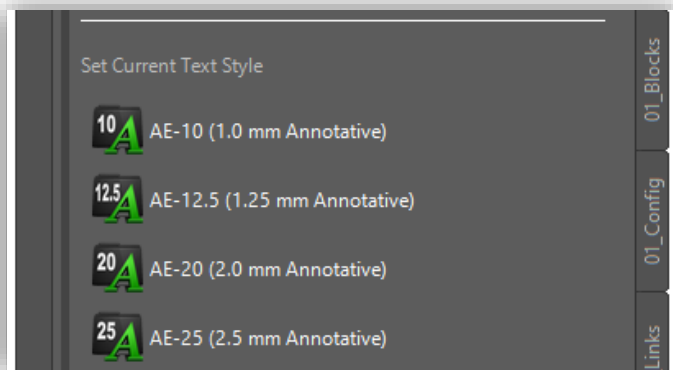 Set Current Text Style
10 A AE-10 (1.0 mm Annotative)
12.5 A AE-12.5 (1.25 mm Annotative)
20 A AE-20 (2.0 mm Annotative)
25 A AE-25 (2.5 mm Annotative)
01_Blocks
01_Config
Links